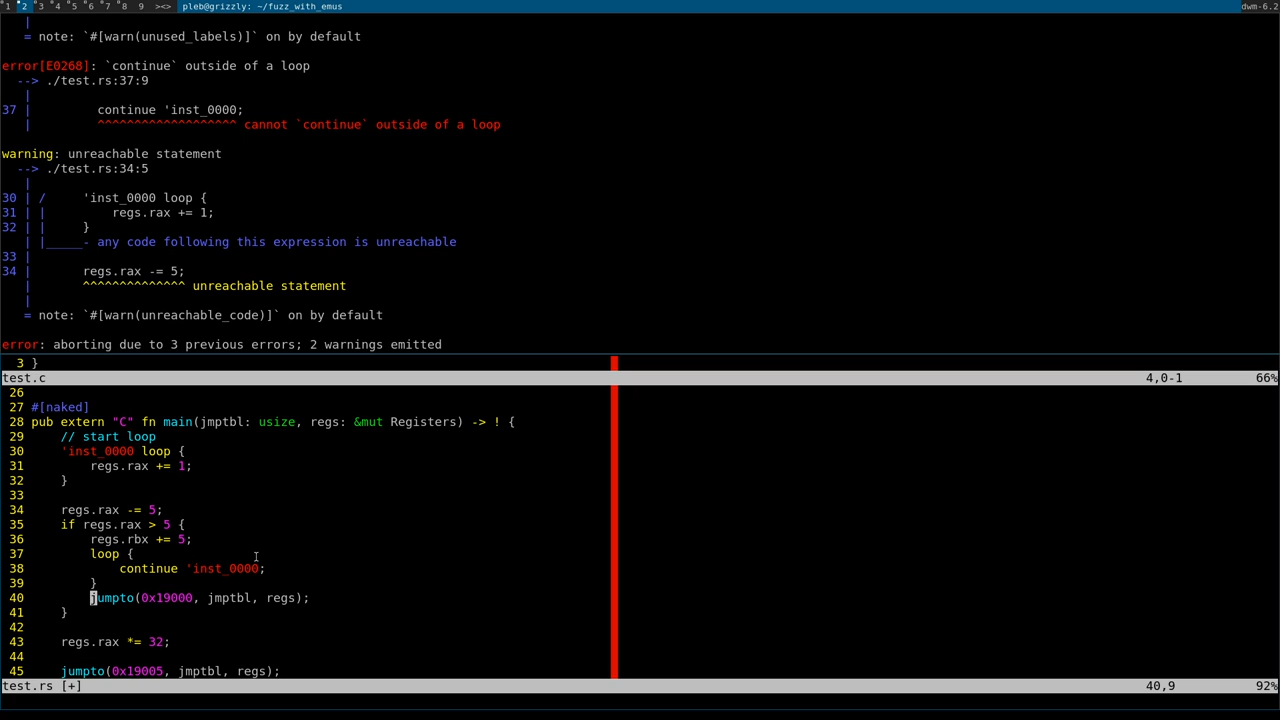 1 2 3 4 5 6 7 8 9 ><> pleb@grizzly: ~/fuzz_with_emus dwm-6.2
|
= note: `#[warn(unused_labels)]` on by default
error[E0268]: `continue` outside of a loop
--> ./test.rs:37:9
|
37 | continue 'inst_0000;
| ^^^^^^^^^^^^^^^^^^^ cannot `continue` outside of a loop
warning: unreachable statement
--> ./test.rs:34:5
|
30 | / 'inst_0000 loop {
31 | | regs.rax += 1;
32 | | }
| |_____- any code following this expression is unreachable
33 |
34 | regs.rax -= 5;
| ^^^^^^^^^^^^^^ unreachable statement
|
= note: `#[warn(unreachable_code)]` on by default
error: aborting due to 3 previous errors; 2 warnings emitted
3 }
test.c 4,0-1 66%
26
27 #[naked]
28 pub extern "C" fn main(jmptbl: usize, regs: &mut Registers) -> ! {
29 // start loop
30 'inst_0000 loop {
31 regs.rax += 1;
32 }
33
34 regs.rax -= 5;
35 if regs.rax > 5 {
36 regs.rbx += 5;
37 loop {
38 continue 'inst_0000;
39 }
40 jumpto(0x19000, jmptbl, regs);
41 }
42
43 regs.rax *= 32;
44
45 jumpto(0x19005, jmptbl, regs);
test.rs [+] 40,9 92%